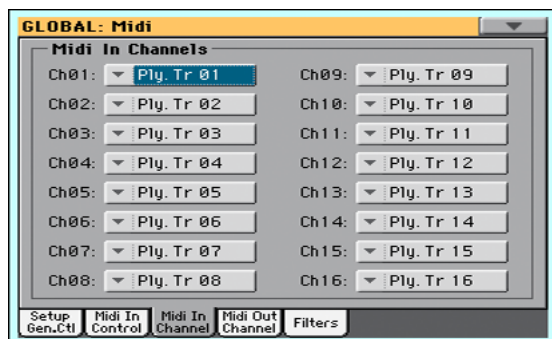 GLOBAL: Midi
Midi In Channels
Ch01: Ply. Tr 01 Ch09: Ply. Tr 09
Ch02: Ply. Tr 02 Ch10: Ply. Tr 10
Ch03: Ply. Tr 03 Ch11: Ply. Tr 11
Ch04: Ply. Tr 04 Ch12: Ply. Tr 12
Ch05: Ply. Tr 05 Ch13: Ply. Tr 13
Ch06: Ply. Tr 06 Ch14: Ply. Tr 14
Ch07: Ply. Tr 07 Ch15: Ply. Tr 15
Ch08: Ply. Tr 08 Ch16: Ply. Tr 16
Setup Midi In Midi In Midi Out
Gen.Ctl Control Channel Channel Filters